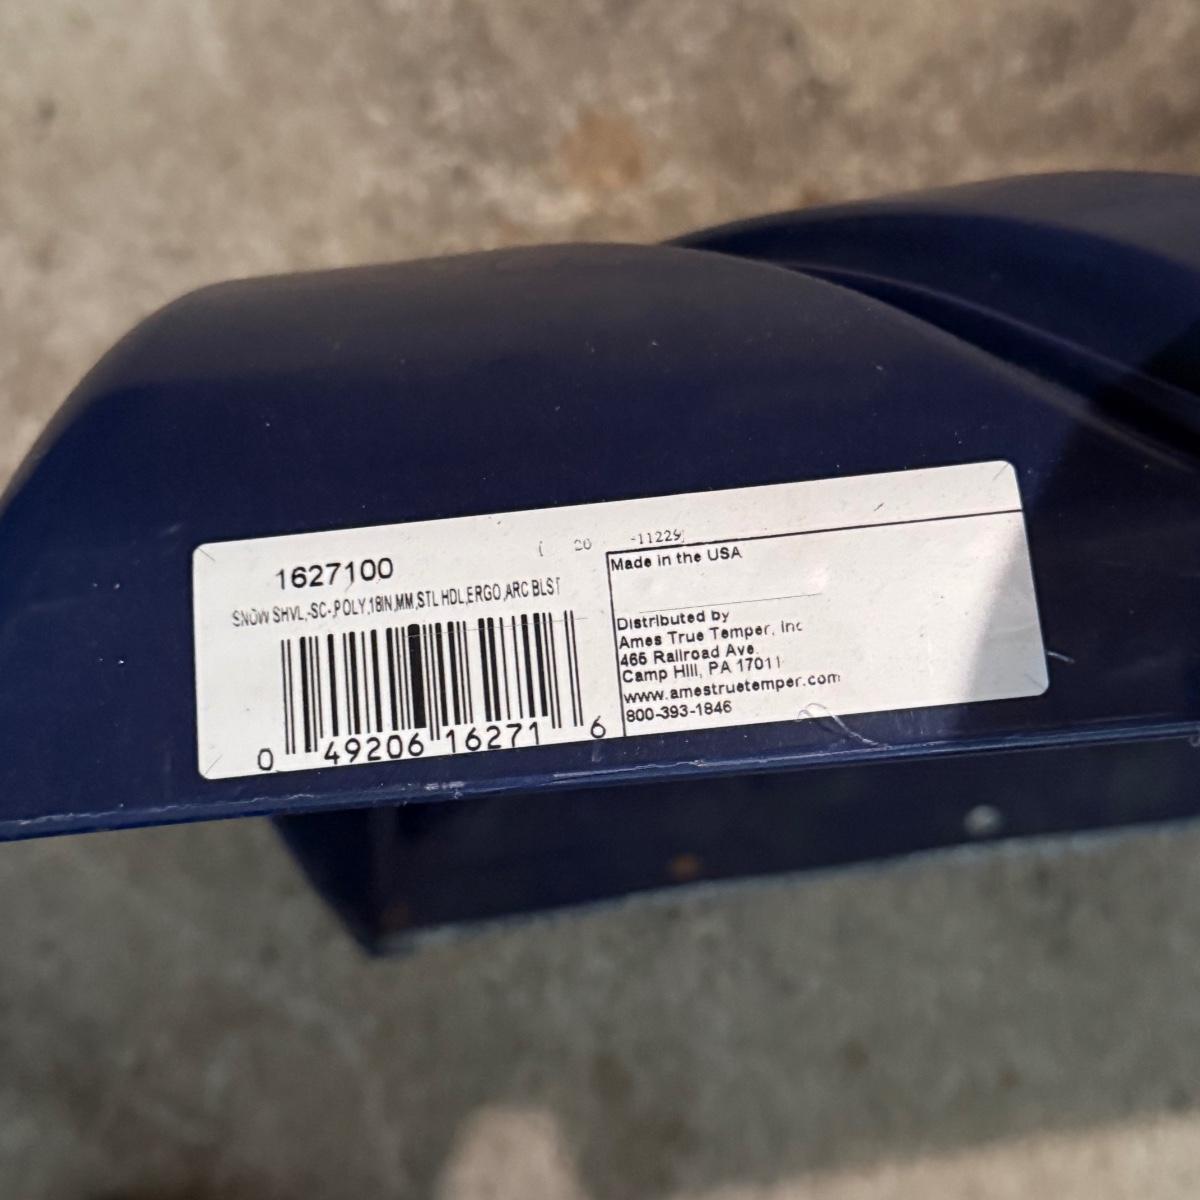 20 -11229
1627100
SNOW SHVL,-SC-,POLY,18IN,MM,STL HDL,ERGO,ARC BLST
0 49206 16271 6
Made in the USA
Distributed by
Ames True Temper, Inc
465 Railroad Ave.
Camp Hill, PA 17011
www.amestruetemper.com
800-393-1846